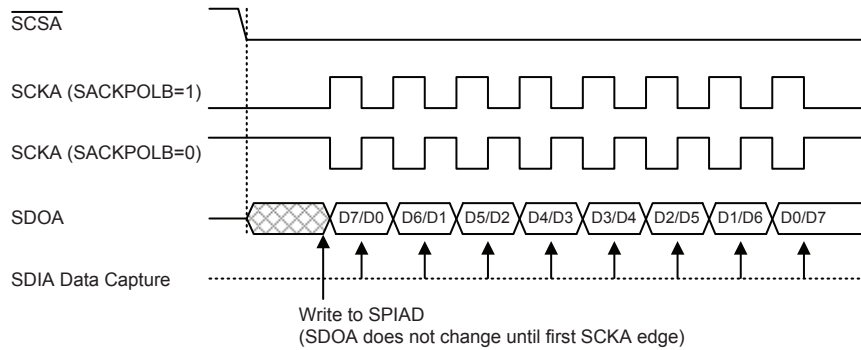 SCSA
SCKA (SACKPOLB=1)
SCKA (SACKPOLB=0)
SDOA D7/D0 D6/D1 D5/D2 D4/D3 D3/D4 D2/D5 D1/D6 D0/D7
SDIA Data Capture
Write to SPIAD
(SDOA does not change until first SCKA edge)